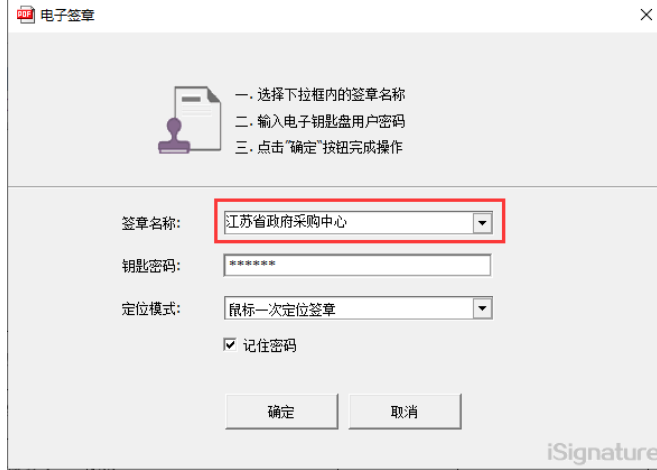 PDF 电子签章
一. 选择下拉框内的签章名称
二. 输入电子钥匙盘用户密码
三. 点击"确定"按钮完成操作
签章名称: 江苏省政府采购中心
钥匙密码: ******
定位模式: 鼠标一次定位签章
记住密码
确定 取消
iSignature